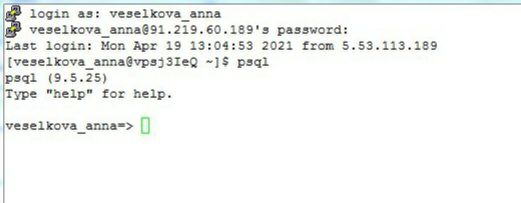 login as: veselkova_anna
veselkova_anna@91.219.60.189's password:
Last login: Mon Apr 19 13:04:53 2021 from 5.53.113.189
[veselkova_anna@vpsj3IeQ ~]$ psql
psql (9.5.25)
Type "help" for help.
veselkova_anna=>